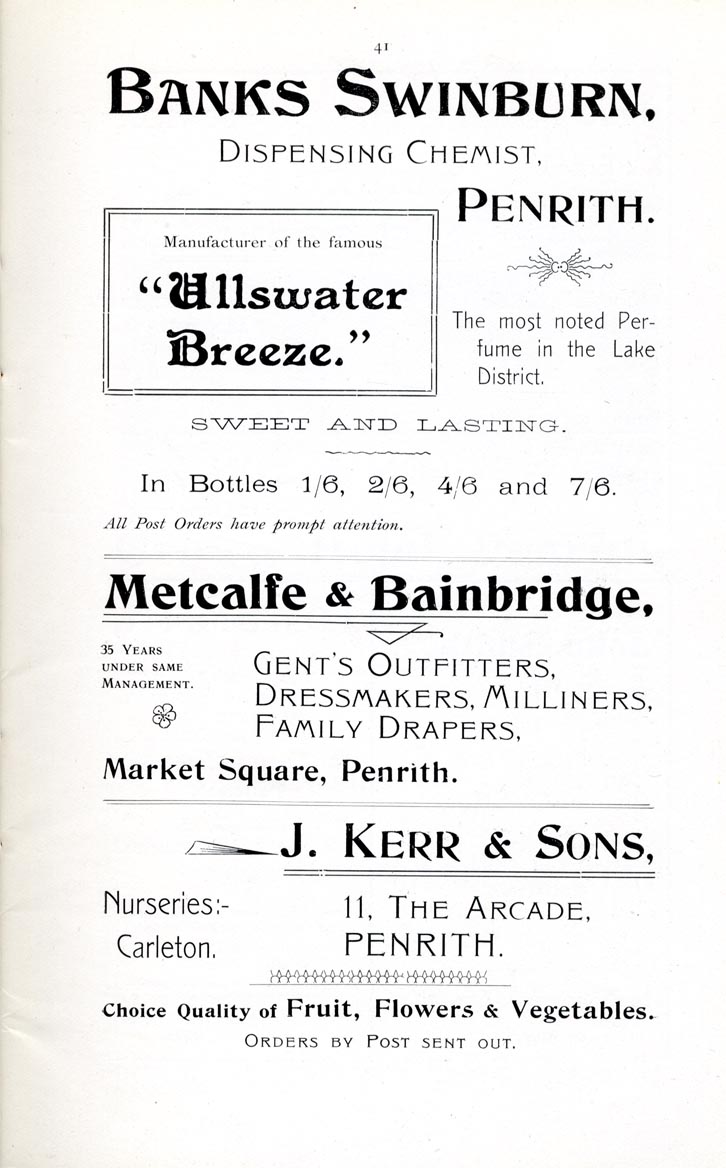 41
BANKS SWINBURN,
DISPENSING CHEMIST,
PENRITH.
Manufacturer of the famous
“Ullswater
Breeze.”
The most noted Per-
fume in the Lake
District.
SWEET AND LASTING.
In Bottles 1/6, 2/6, 4/6 and 7/6.
All Post Orders have prompt attention.
Metcalfe & Bainbridge,
35 YEARS
UNDER SAME
MANAGEMENT.
GENT'S OUTFITTERS,
DRESSMAKERS, MILLINERS,
FAMILY DRAPERS,
Market Square, Penrith.
J. KERR & SONS,
Nurseries:-
Carleton.
11, THE ARCADE,
PENRITH.
Choice Quality of Fruit, Flowers & Vegetables.
ORDERS BY POST SENT OUT.